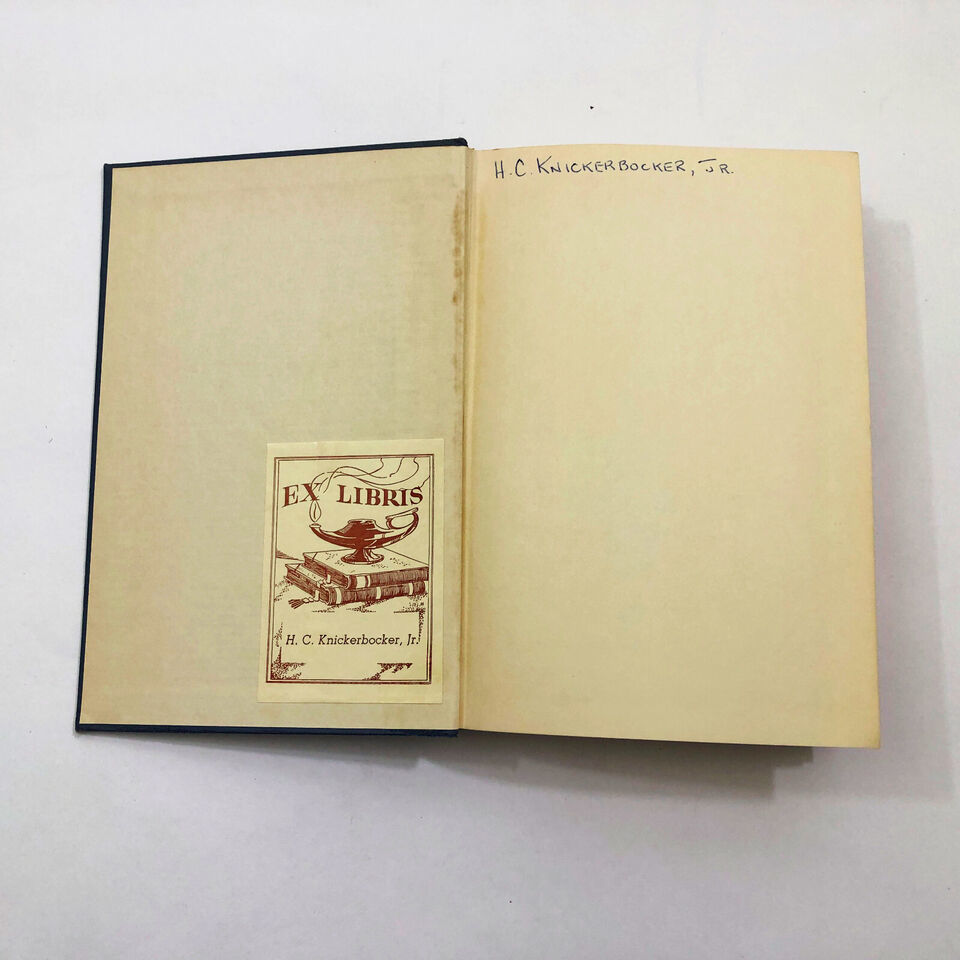 H. C. KNICKERBOCKER, JR.
EX LIBRIS
H. C. Knickerbocker, Jr.